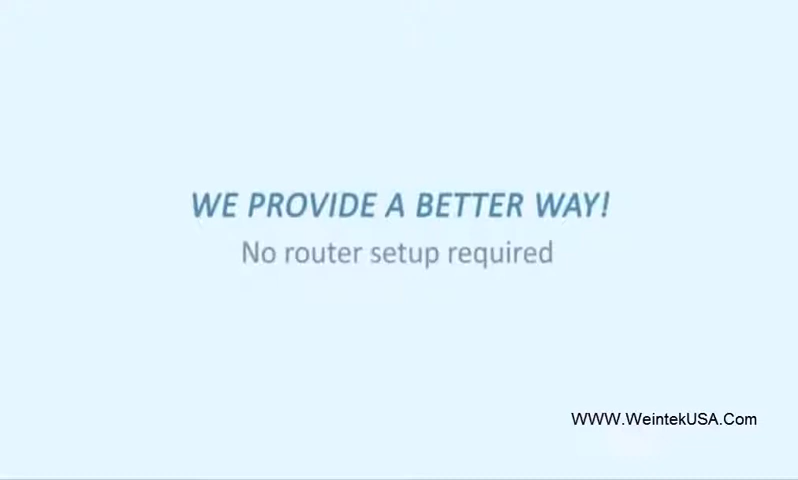 WE PROVIDE A BETTER WAY!
No router setup required
WWW.WeintekUSA.Com